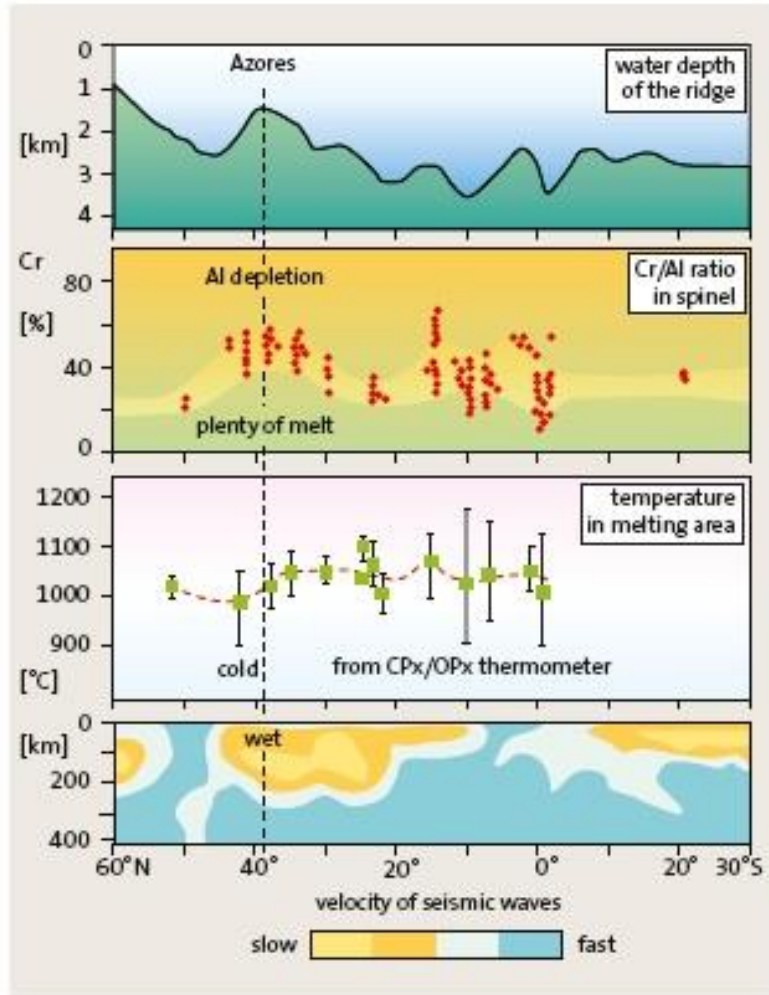 0
1
2
3
4
[km]
Azores
water depth
of the ridge
Cr
[%]
80
40
0
Al depletion
plenty of melt
Cr/Al ratio
in spinel
1200
1100
1000
900
[°C]
temperature
in melting area
cold
from CPx/OPx thermometer
[km]
0
200
400
wet
60°N 40° 20° 0° 20° 30°S
velocity of seismic waves
slow fast